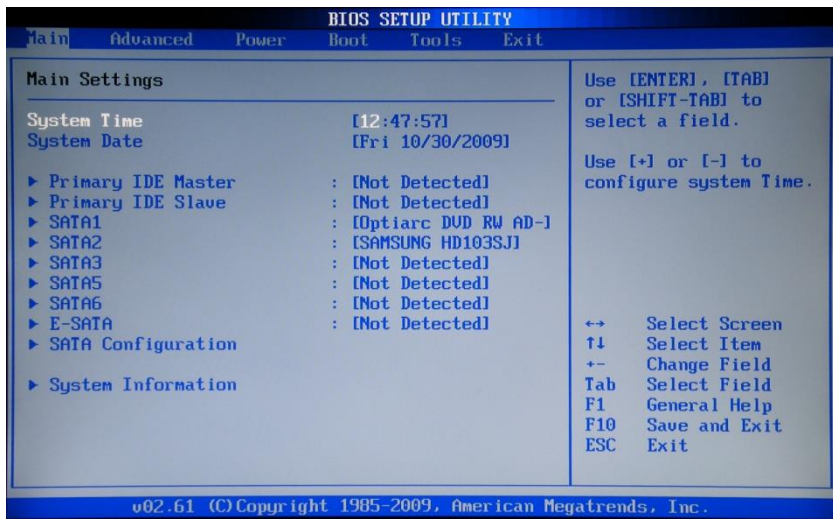 BIOS SETUP UTILITY
Main Advanced Power Boot Tools Exit
Main Settings
System Time [12:47:57]
System Date [Fri 10/30/2009]
► Primary IDE Master : [Not Detected]
► Primary IDE Slave : [Not Detected]
► SATA1 : [Optiarc DVD RW AD-]
► SATA2 : [SAMSUNG HD103SJ]
► SATA3 : [Not Detected]
► SATA5 : [Not Detected]
► SATA6 : [Not Detected]
► E-SATA : [Not Detected]
► SATA Configuration
► System Information
Use [ENTER], [TAB]
or [SHIFT-TAB] to
select a field.
Use [+] or [-] to
configure system Time.
←→ Select Screen
↑↓ Select Item
+- Change Field
Tab Select Field
F1 General Help
F10 Save and Exit
ESC Exit
v02.61 (C)Copyright 1985-2009, American Megatrends, Inc.